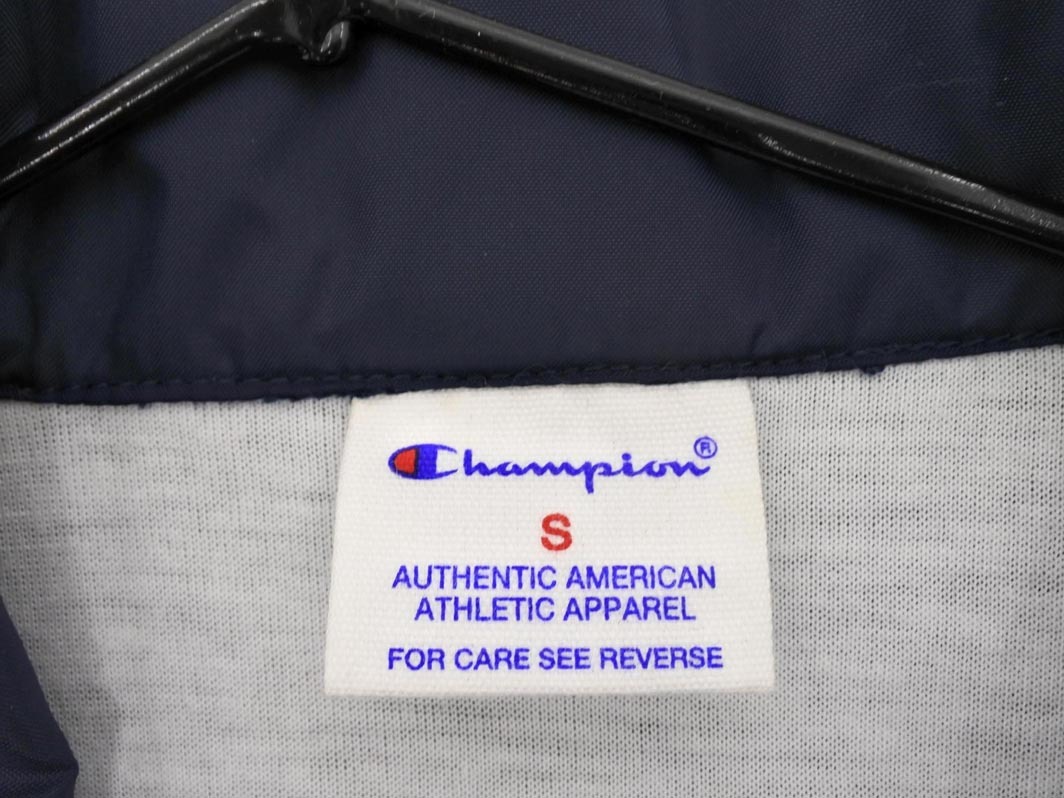 Champion®
S
AUTHENTIC AMERICAN
ATHLETIC APPAREL
FOR CARE SEE REVERSE